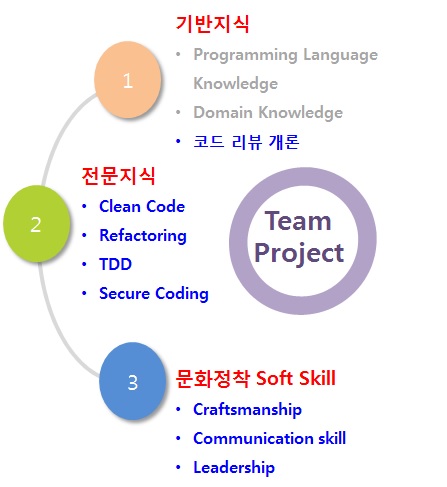 1
기반지식
• Programming Language
Knowledge
• Domain Knowledge
• 코드 리뷰 개론
2
전문지식
• Clean Code
• Refactoring
• TDD
• Secure Coding
Team
Project
3
문화정착 Soft Skill
• Craftsmanship
• Communication skill
• Leadership